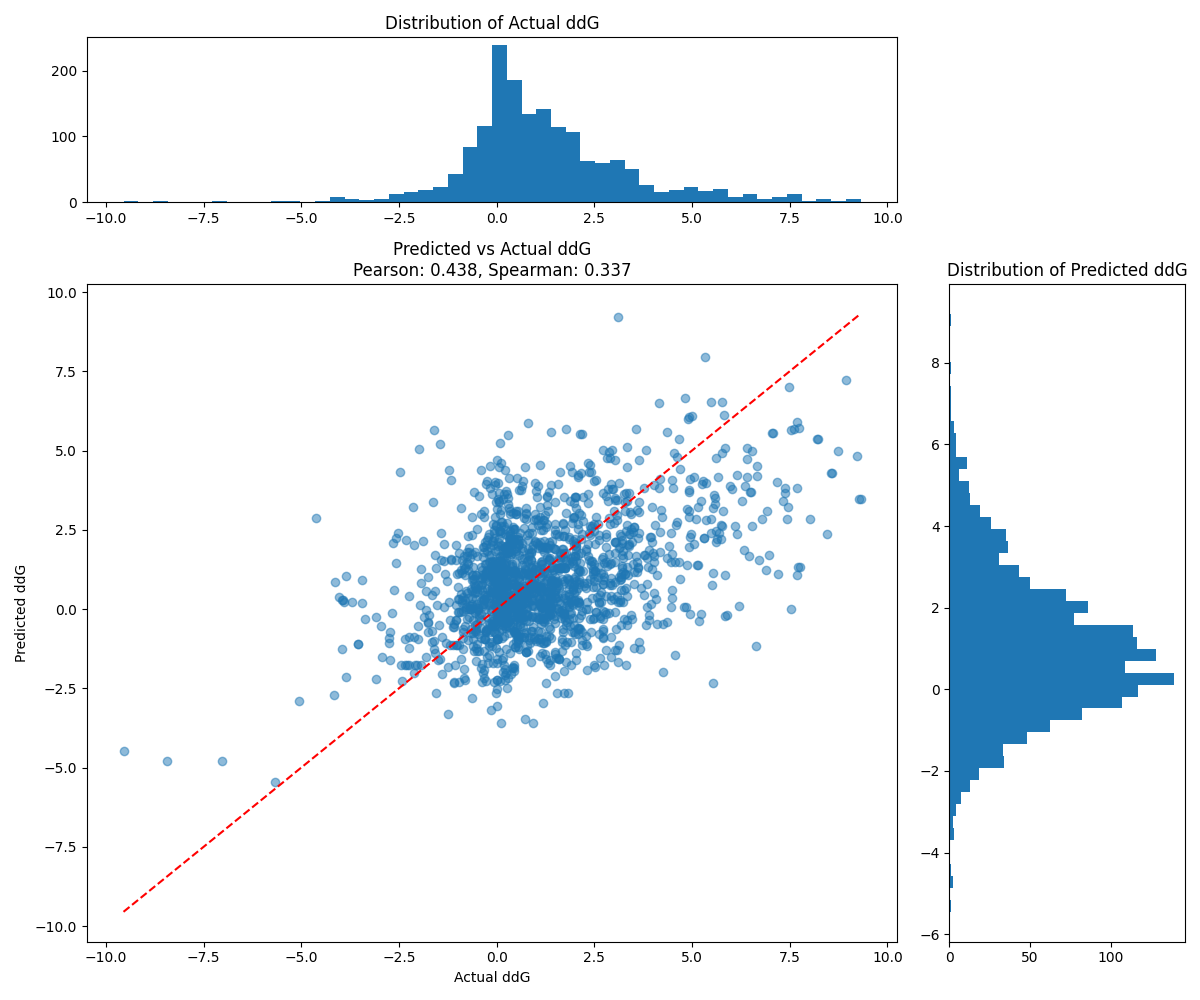 Distribution of Actual ddG
200
100
0
−10.0 −7.5 −5.0 −2.5 0.0 2.5 5.0 7.5 10.0
Predicted vs Actual ddG
Pearson: 0.438, Spearman: 0.337
10.0
7.5
5.0
2.5
0.0
−2.5
−5.0
−7.5
−10.0
Predicted ddG
−10.0 −7.5 −5.0 −2.5 0.0 2.5 5.0 7.5 10.0
Actual ddG
Distribution of Predicted ddG
8
6
4
2
0
−2
−4
−6
0 50 100